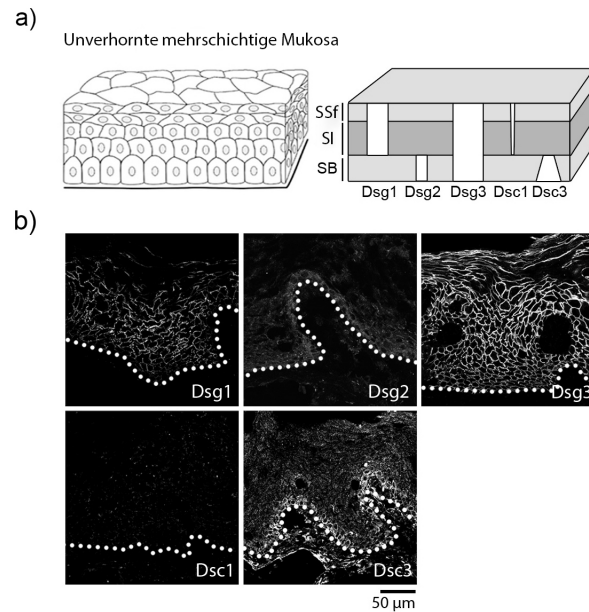 a)
Unverhornte mehrschichtige Mukosa
SSf
SI
SB
Dsg1 Dsg2 Dsg3 Dsc1 Dsc3
b)
Dsg1
Dsg2
Dsg3
Dsc1
Dsc3
50 µm